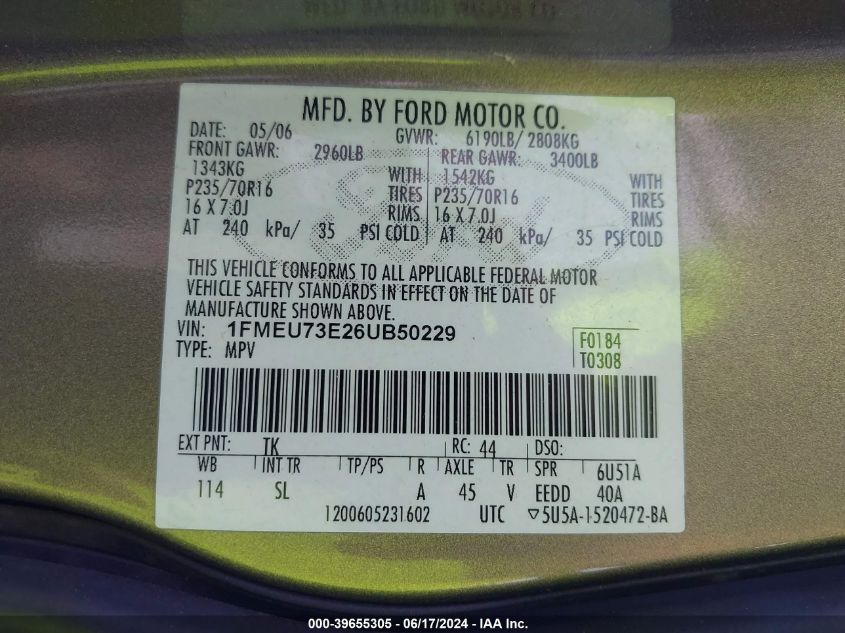 MFD. BY FORD MOTOR CO.
DATE: 05/06 GVWR: 6190LB/ 2808KG
FRONT GAWR: 2960LB REAR GAWR: 3400LB
1343KG WITH 1542KG WITH
P235/70R16 TIRES P235/70R16 TIRES
16 X 7.0J RIMS 16 X 7.0J RIMS
AT 240 kPa/ 35 PSI COLD AT 240 kPa/ 35 PSI COLD
THIS VEHICLE CONFORMS TO ALL APPLICABLE FEDERAL MOTOR
VEHICLE SAFETY STANDARDS IN EFFECT ON THE DATE OF
MANUFACTURE SHOWN ABOVE.
VIN: 1FMEU73E26UB50229 F0184
TYPE: MPV T0308
EXT PNT: TK RC: 44 DSO:
WB INT TR TP/PS R AXLE TR SPR 6U51A
114 SL A 45 V EEDD 40A
1200605231602 UTC ▽5U5A-1520472-BA
000-39655305 - 06/17/2024 - IAA Inc.